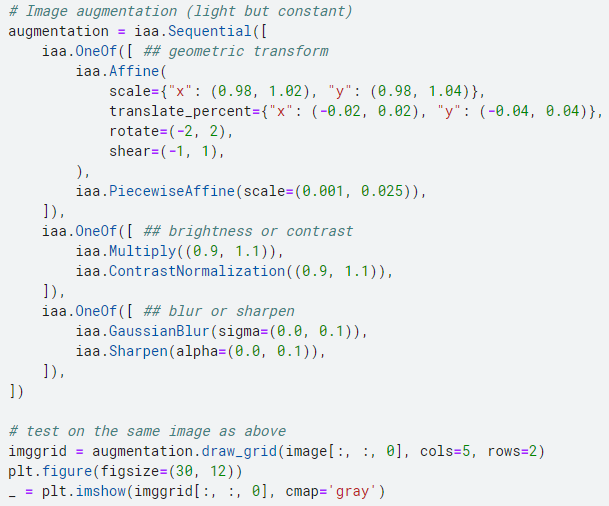 # Image augmentation (light but constant)
augmentation = iaa.Sequential([
    iaa.OneOf([ ## geometric transform
        iaa.Affine(
            scale={"x": (0.98, 1.02), "y": (0.98, 1.04)},
            translate_percent={"x": (-0.02, 0.02), "y": (-0.04, 0.04)},
            rotate=(-2, 2),
            shear=(-1, 1),
        ),
        iaa.PiecewiseAffine(scale=(0.001, 0.025)),
    ]),
    iaa.OneOf([ ## brightness or contrast
        iaa.Multiply((0.9, 1.1)),
        iaa.ContrastNormalization((0.9, 1.1)),
    ]),
    iaa.OneOf([ ## blur or sharpen
        iaa.GaussianBlur(sigma=(0.0, 0.1)),
        iaa.Sharpen(alpha=(0.0, 0.1)),
    ]),
])

# test on the same image as above
imggrid = augmentation.draw_grid(image[:, :, 0], cols=5, rows=2)
plt.figure(figsize=(30, 12))
_ = plt.imshow(imggrid[:, :, 0], cmap='gray')